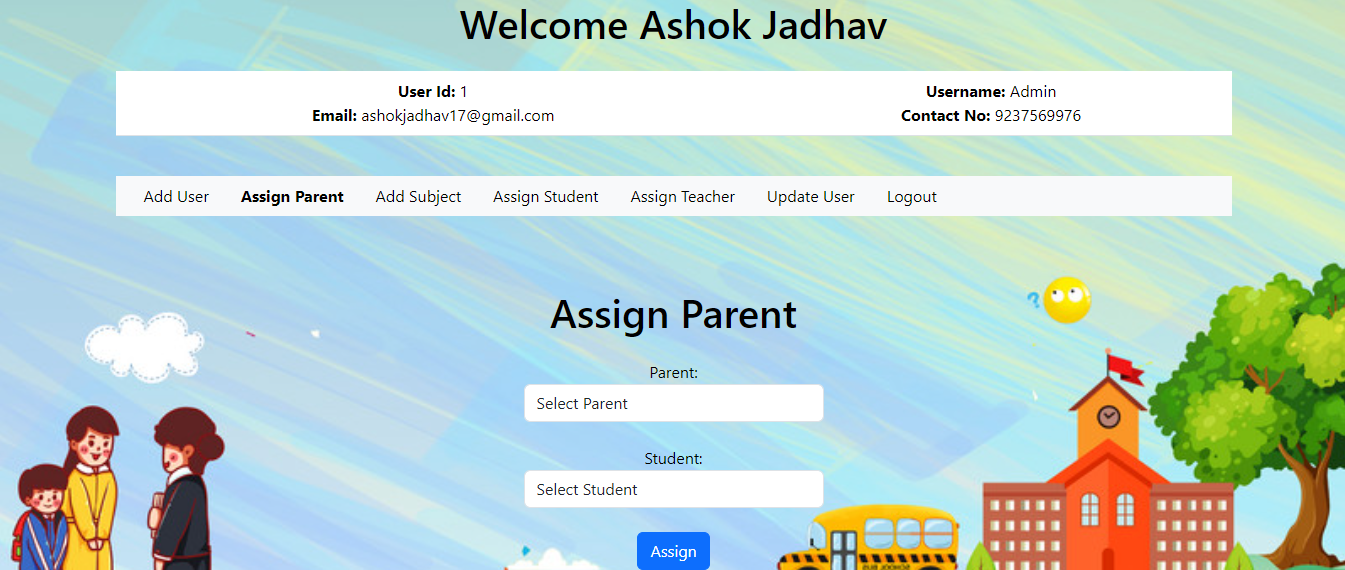 Welcome Ashok Jadhav
User Id: 1 Username: Admin
Email: ashokjadhav17@gmail.com Contact No: 9237569976
Add User Assign Parent Add Subject Assign Student Assign Teacher Update User Logout
Assign Parent
Parent:
Select Parent
Student:
Select Student
Assign